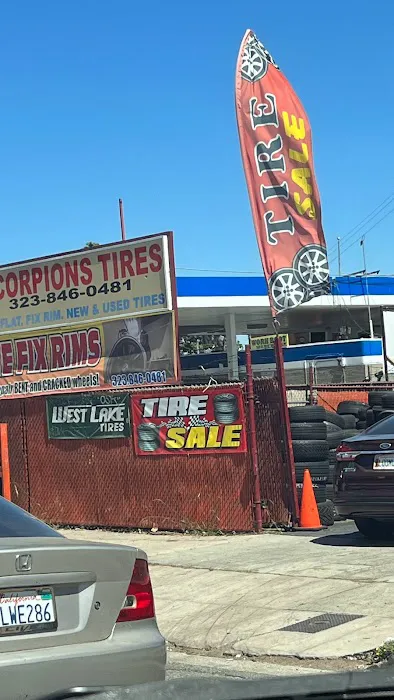 TIRE
SALE
CORPIONS TIRES
323-846-0481
FLAT. FIX RIM. NEW & USED TIRES
E FIX RIMS
BENT and CRACKED wheels!
323-846-0481
WEST LAKE
TIRES
TIRE
SALE
California
LWE286